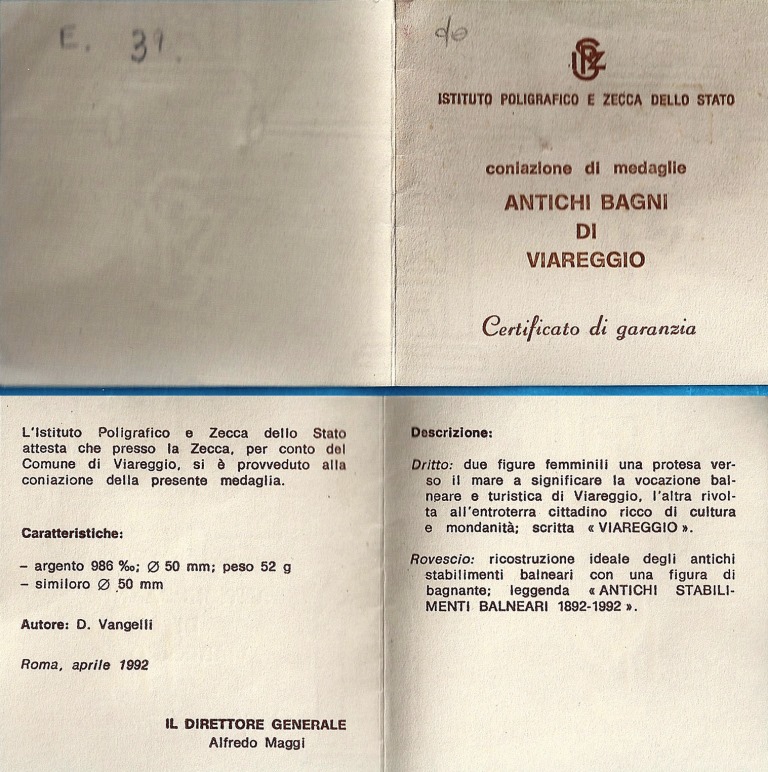 E. 39.
do
IPZS
ISTITUTO POLIGRAFICO E ZECCA DELLO STATO
coniazione di medaglie
ANTICHI BAGNI
DI
VIAREGGIO
Certificato di garanzia
L'Istituto Poligrafico e Zecca dello Stato
attesta che presso la Zecca, per conto del
Comune di Viareggio, si è provveduto alla
coniazione della presente medaglia.
Caratteristiche:
– argento 986 ‰; Ø 50 mm; peso 52 g
– similoro Ø 50 mm
Autore: D. Vangelli
Roma, aprile 1992
IL DIRETTORE GENERALE
Alfredo Maggi
Descrizione:
Dritto: due figure femminili una protesa ver-
so il mare a significare la vocazione bal-
neare e turistica di Viareggio, l'altra rivol-
ta all'entroterra cittadino ricco di cultura
e mondanità; scritta « VIAREGGIO ».
Rovescio: ricostruzione ideale degli antichi
stabilimenti balneari con una figura di
bagnante; leggenda « ANTICHI STABILI-
MENTI BALNEARI 1892-1992 ».